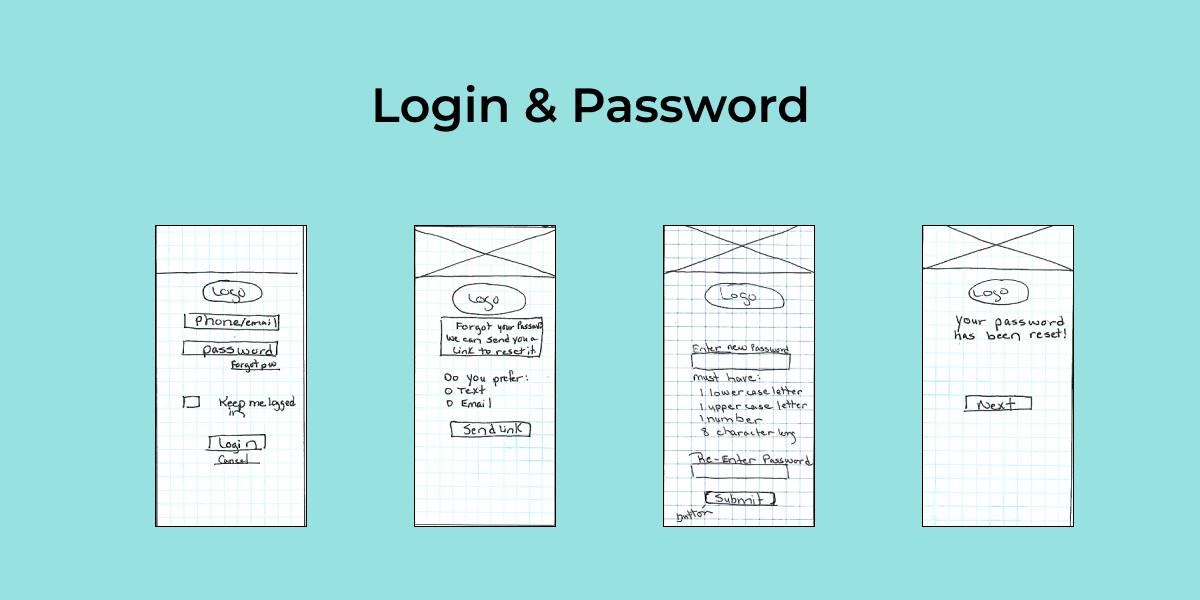 Login & Password
Logo
Phone/email
password
Forgot pw
Keep me logged
in
Login
Cancel
Logo
Forgot your Password
We can send you a
Link to reset it
Do you prefer:
Text
Email
Send Link
Logo
Enter new Password
must have:
1 lower case letter
1 upper case letter
1 number
8 character long
Re-Enter Password
Submit
button
Logo
Your password
has been reset!
Next